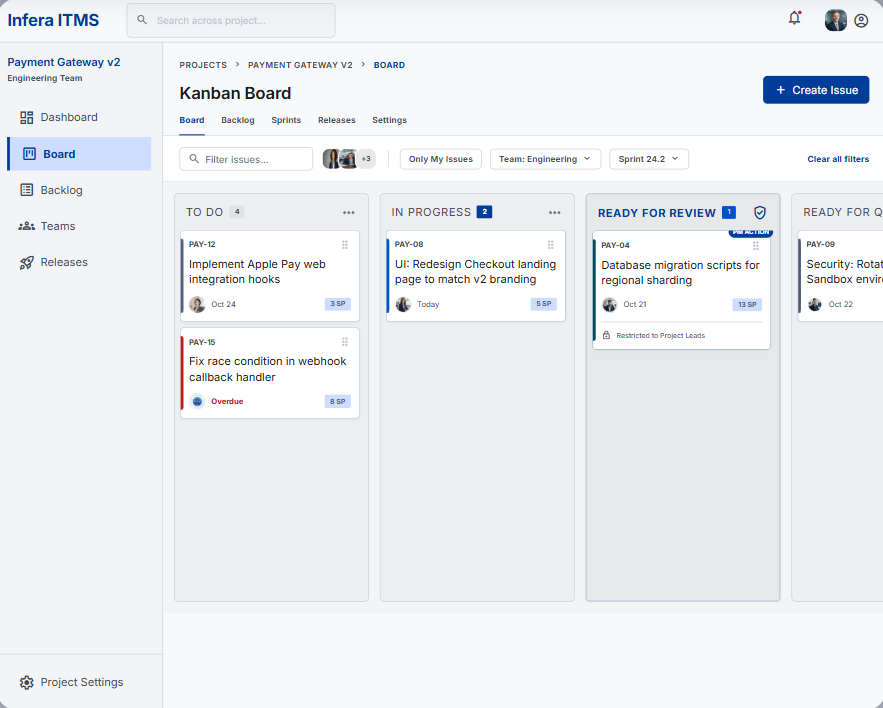 Infera ITMS
Search across project...
Payment Gateway v2
Engineering Team
Dashboard
Board
Backlog
Teams
Releases
Project Settings
PROJECTS > PAYMENT GATEWAY V2 > BOARD
Kanban Board
+ Create Issue
Board Backlog Sprints Releases Settings
Filter issues...
+3
Only My Issues
Team: Engineering
Sprint 24.2
Clear all filters
TO DO 4
PAY-12
Implement Apple Pay web
integration hooks
Oct 24
3 SP
PAY-15
Fix race condition in webhook
callback handler
Overdue
8 SP
IN PROGRESS 2
PAY-08
UI: Redesign Checkout landing
page to match v2 branding
Today
5 SP
READY FOR REVIEW 1
PM ACTION
PAY-04
Database migration scripts for
regional sharding
Oct 21
13 SP
Restricted to Project Leads
READY FOR Q
PAY-09
Security: Rotat
Sandbox enviro
Oct 22